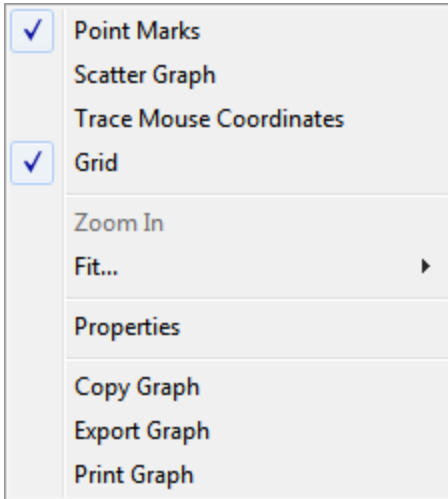 Point Marks
Scatter Graph
Trace Mouse Coordinates
Grid
Zoom In
Fit...
Properties
Copy Graph
Export Graph
Print Graph